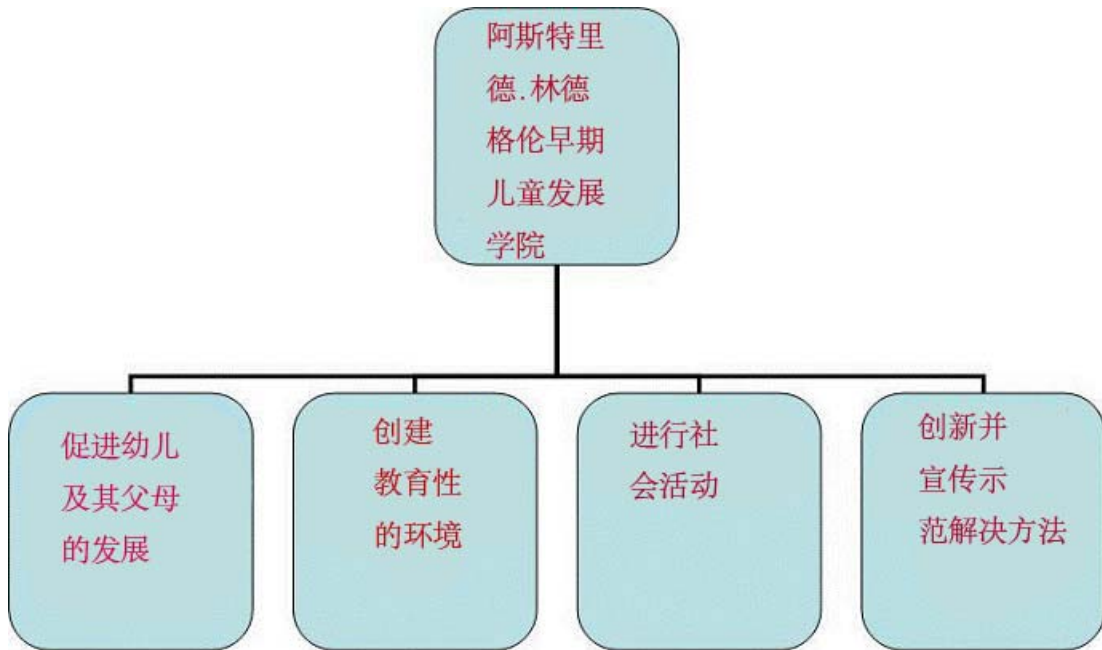 阿斯特里
德.林德
格伦早期
儿童发展
学院
促进幼儿
及其父母
的发展
创建
教育性
的环境
进行社
会活动
创新并
宣传示
范解决方法